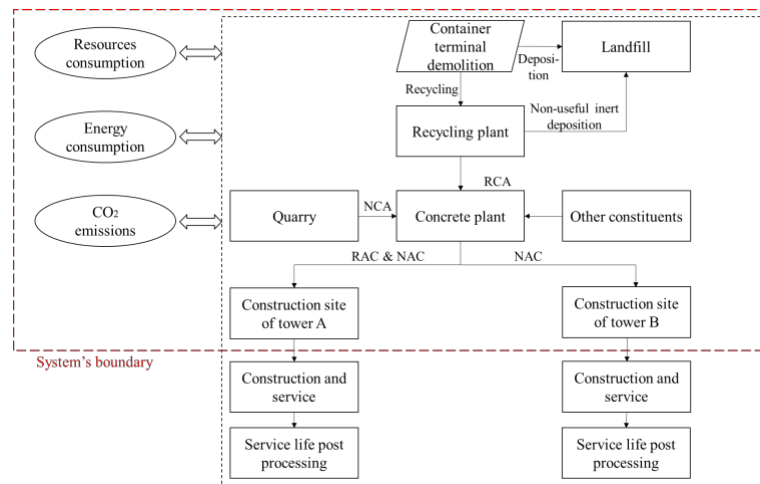 Resources
consumption
Container
terminal
demolition
Deposi-
tion
Landfill
Recycling
Non-useful inert
deposition
Energy
consumption
Recycling plant
RCA
CO2
emissions
Quarry
NCA
Concrete plant
Other constituents
RAC & NAC
NAC
Construction site
of tower A
Construction site
of tower B
System's boundary
Construction and
service
Construction and
service
Service life post
processing
Service life post
processing